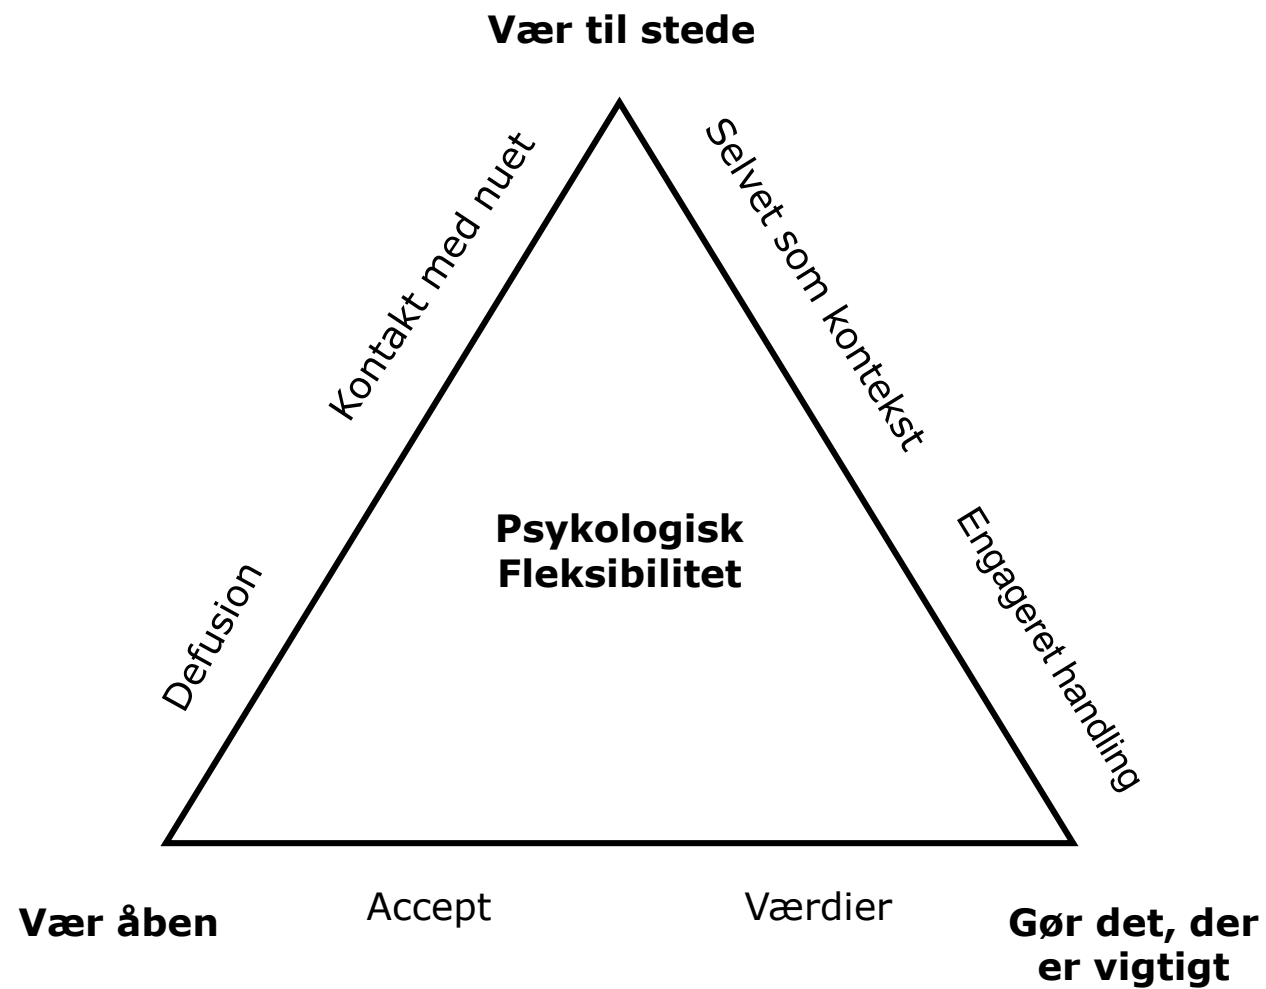 Vær til stede
Kontakt med nuet
Selvet som kontekst
Psykologisk
Fleksibilitet
Engageret handling
Defusion
Vær åben
Accept
Værdier
Gør det, der
er vigtigt